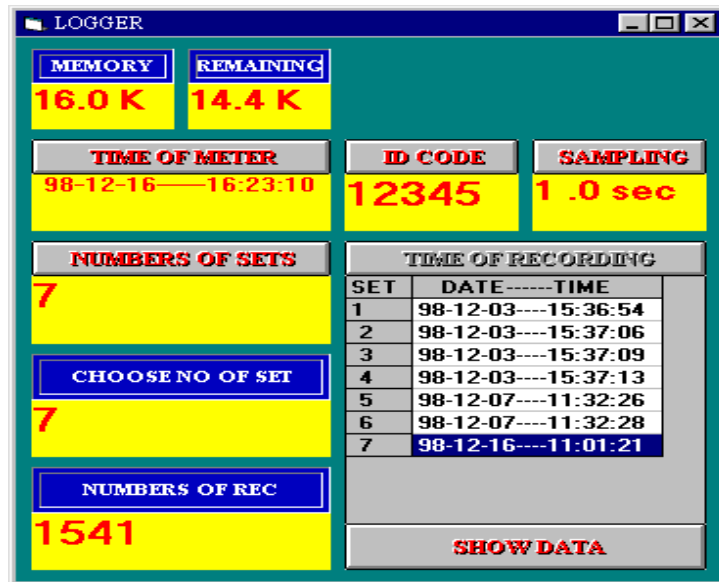 LOGGER
MEMORY REMAINING
16.0 K 14.4 K
TIME OF METER ID CODE SAMPLING
98-12-16——16:23:10 12345 1 .0 sec
NUMBERS OF SETS TIME OF RECORDING
7
SET DATE------TIME
1 98-12-03----15:36:54
2 98-12-03----15:37:06
3 98-12-03----15:37:09
4 98-12-03----15:37:13
5 98-12-07----11:32:26
6 98-12-07----11:32:28
7 98-12-16----11:01:21
CHOOSE NO OF SET
7
NUMBERS OF REC
1541
SHOW DATA